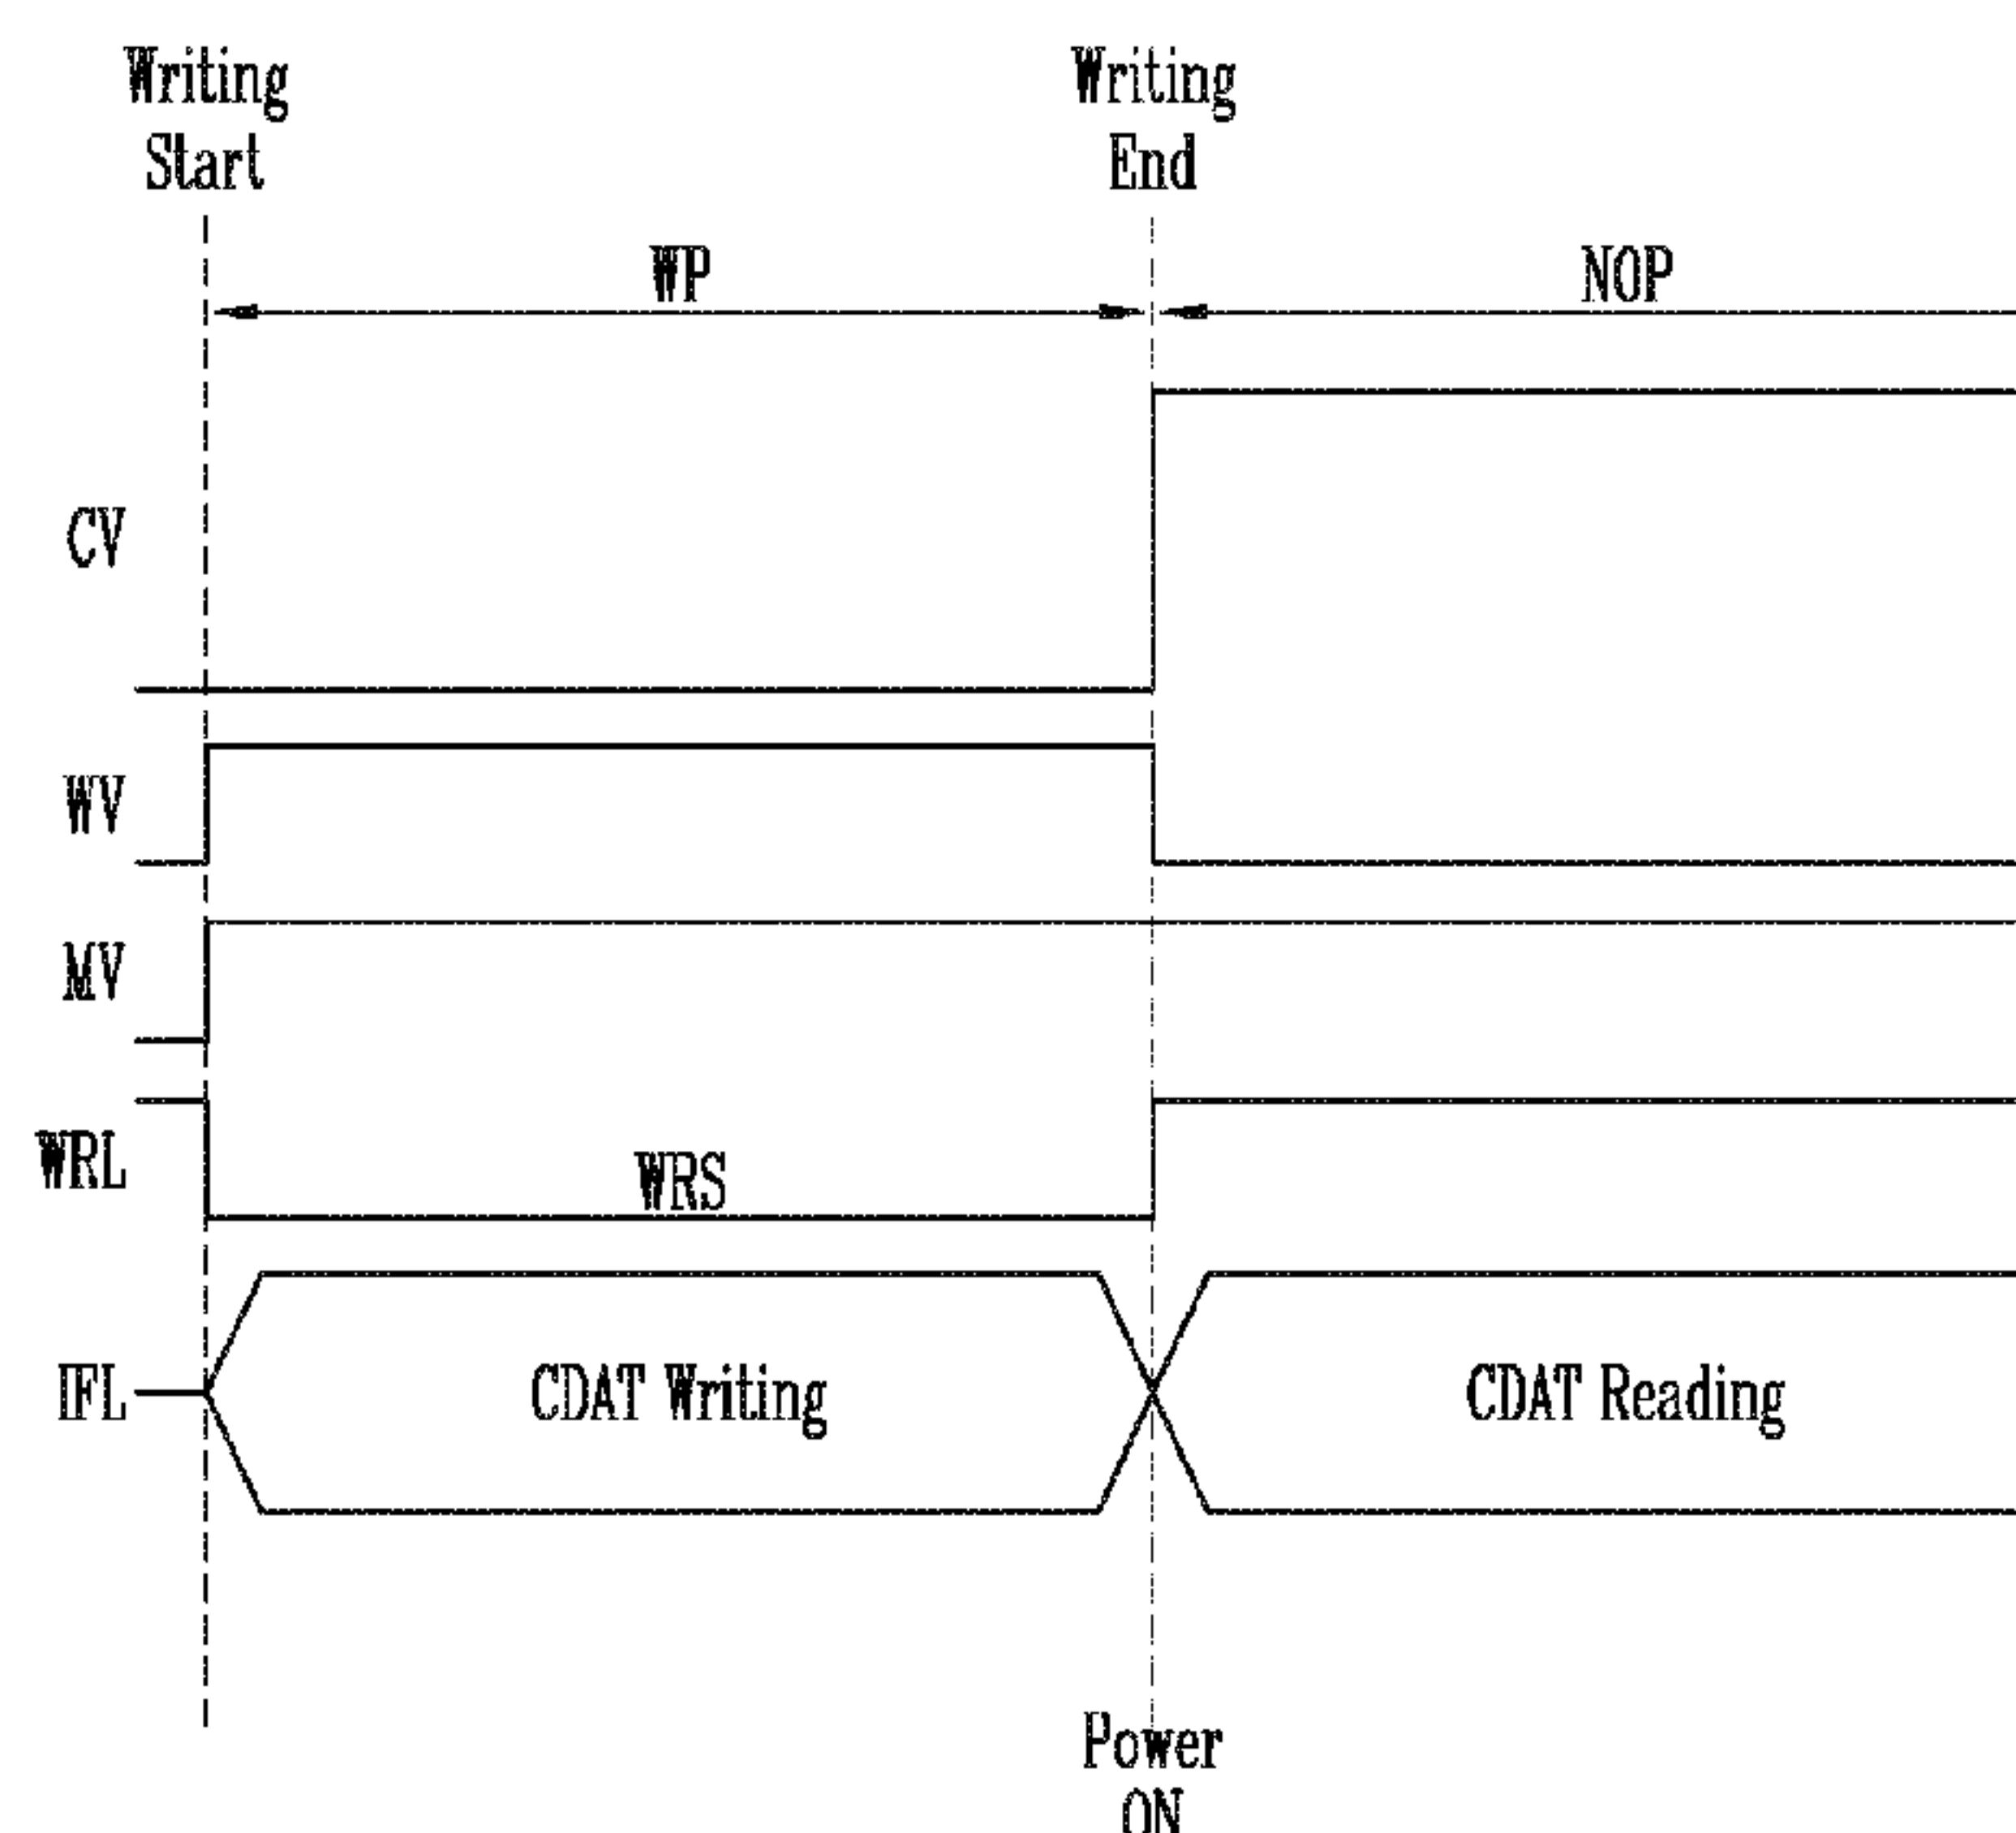 Writing
Start
Writing
End
WP
NOP
CV
WV
MV
WRL
WRS
IFL
CDAT Writing
CDAT Reading
Power
ON